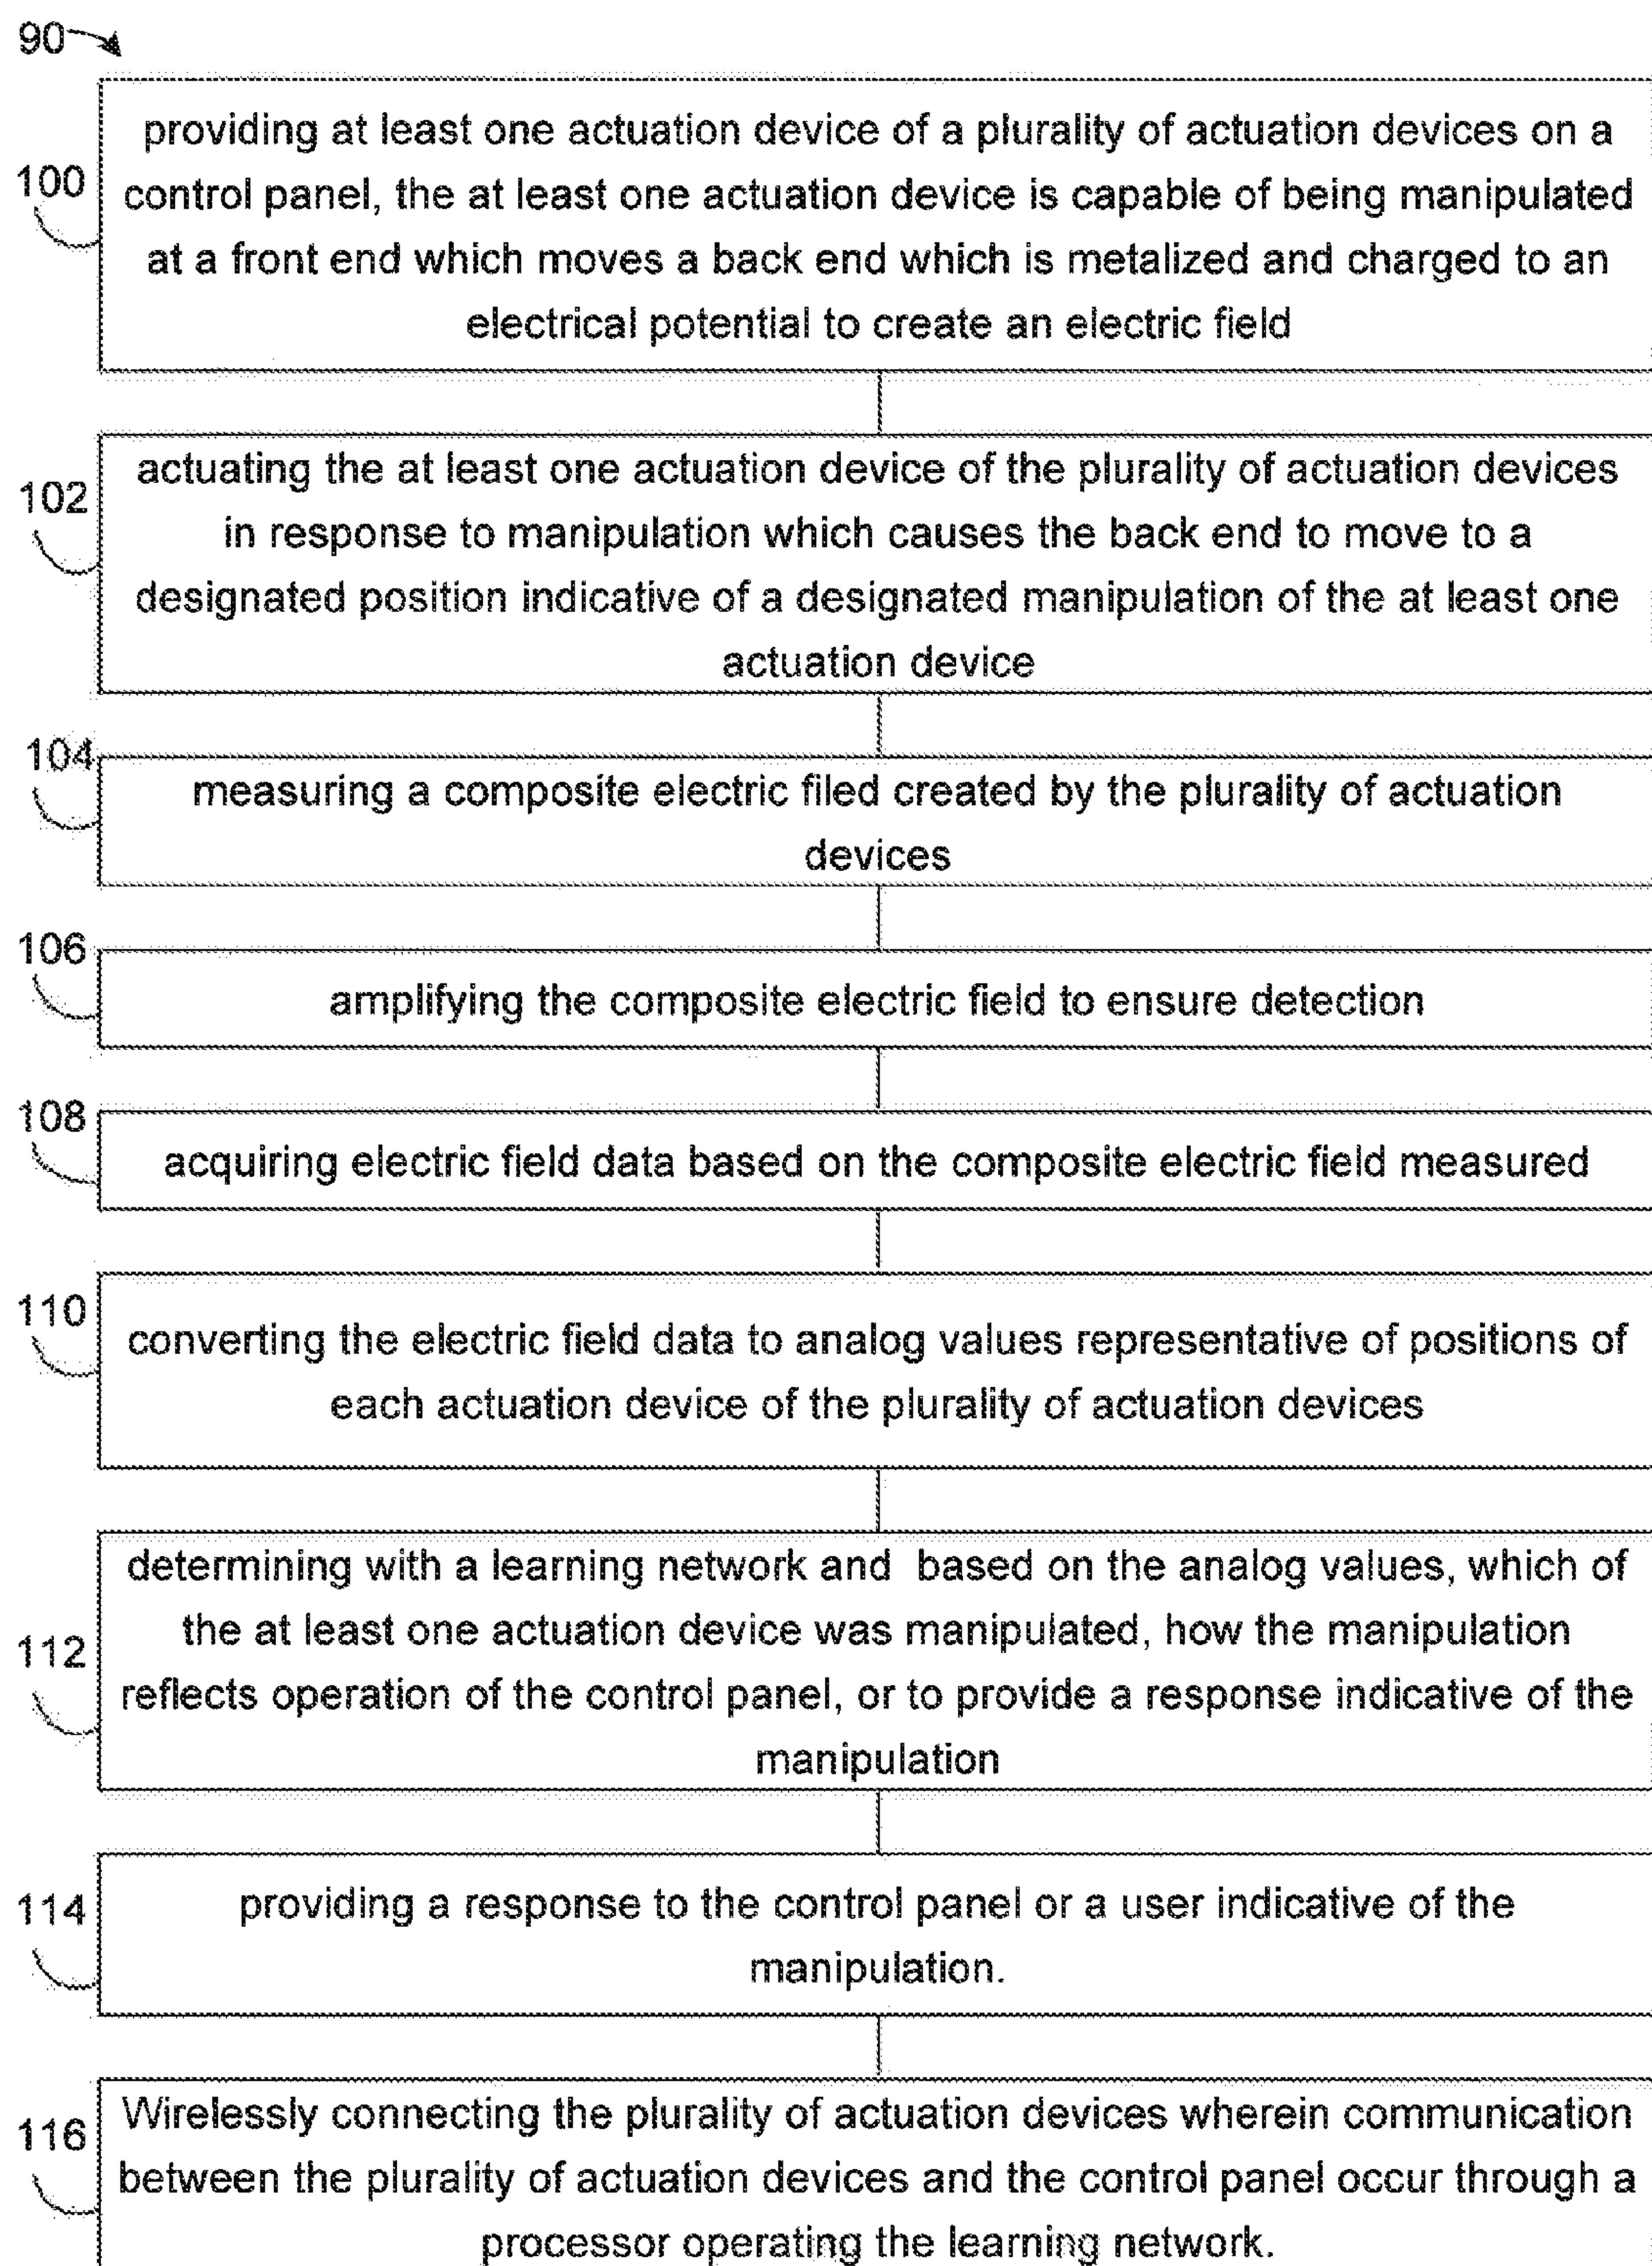 90
providing at least one actuation device of a plurality of actuation devices on a
100
control panel, the at least one actuation device is capable of being manipulated
at a front end which moves a back end which is metalized and charged to an
electrical potential to create an electric field
actuating the at least one actuation device of the plurality of actuation devices
102
in response to manipulation which causes the back end to move to a
designated position indicative of a designated manipulation of the at least one
actuation device
104
measuring a composite electric filed created by the plurality of actuation
devices
106
amplifying the composite electric field to ensure detection
108
acquiring electric field data based on the composite electric field measured
110
converting the electric field data to analog values representative of positions of
each actuation device of the plurality of actuation devices
determining with a learning network and  based on the analog values, which of
the at least one actuation device was manipulated, how the manipulation
112
reflects operation of the control panel, or to provide a response indicative of the
manipulation
114
providing a response to the control panel or a user indicative of the
manipulation.
Wirelessly connecting the plurality of actuation devices wherein communication
116
between the plurality of actuation devices and the control panel occur through a
processor operating the learning network.